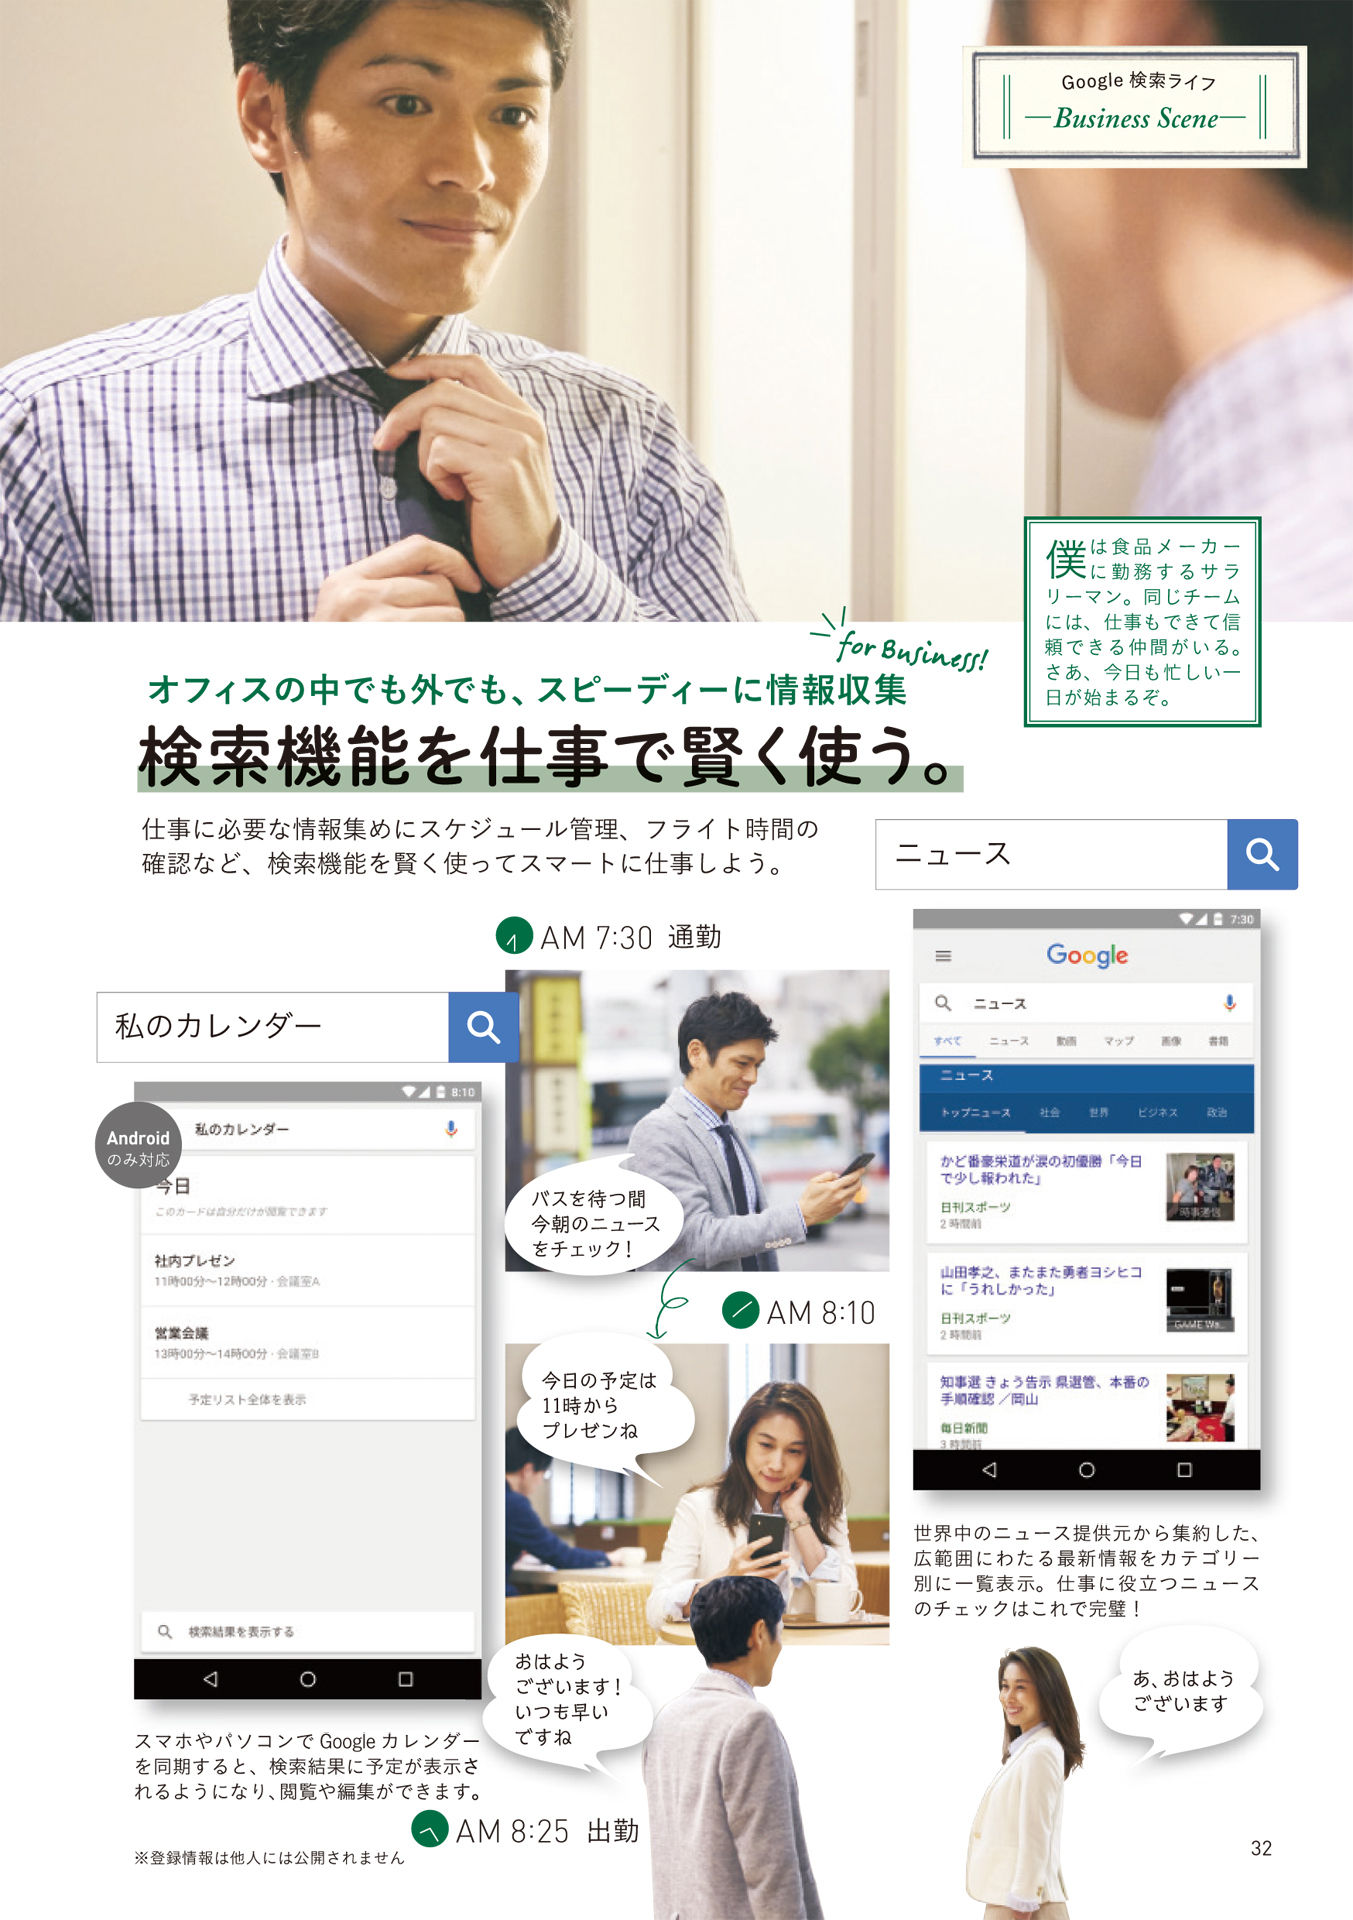 Google 検索ライフ
—Business Scene—
僕は食品メーカー
に勤務するサラ
リーマン。同じチーム
には、仕事もできて信
頼できる仲間がいる。
さあ、今日も忙しい一
日が始まるぞ。
for Business!
オフィスの中でも外でも、スピーディーに情報収集
検索機能を仕事で賢く使う。
仕事に必要な情報集めにスケジュール管理、フライト時間の
確認など、検索機能を賢く使ってスマートに仕事しよう。
ニュース
7:30
Google
ニュース
すべて ニュース 動画 マップ 画像 書籍
ニュース
トップニュース 社会 世界 ビジネス 政治
かど番豪栄道が涙の初優勝「今日
で少し報われた」
日刊スポーツ
2 時間前
時事通信
山田孝之、またまた勇者ヨシヒコ
に「うれしかった」
日刊スポーツ
2 時間前
GAME Wa...
知事選 きょう告示 県選管、本番の
手順確認 ／岡山
毎日新聞
3 時間前
世界中のニュース提供元から集約した、
広範囲にわたる最新情報をカテゴリー
別に一覧表示。仕事に役立つニュース
のチェックはこれで完璧！
AM 7:30 通勤
バスを待つ間
今朝のニュース
をチェック！
私のカレンダー
8:10
Android
のみ対応
私のカレンダー
今日
このカードは自分だけが閲覧できます
社内プレゼン
11時00分～12時00分 · 会議室A
営業会議
13時00分～14時00分 · 会議室B
予定リスト全体を表示
検索結果を表示する
スマホやパソコンで Google カレンダー
を同期すると、検索結果に予定が表示さ
れるようになり、閲覧や編集ができます。
AM 8:10
今日の予定は
11時から
プレゼンね
おはよう
ございます！
いつも早い
ですね
あ、おはよう
ございます
AM 8:25 出勤
※登録情報は他人には公開されません
32